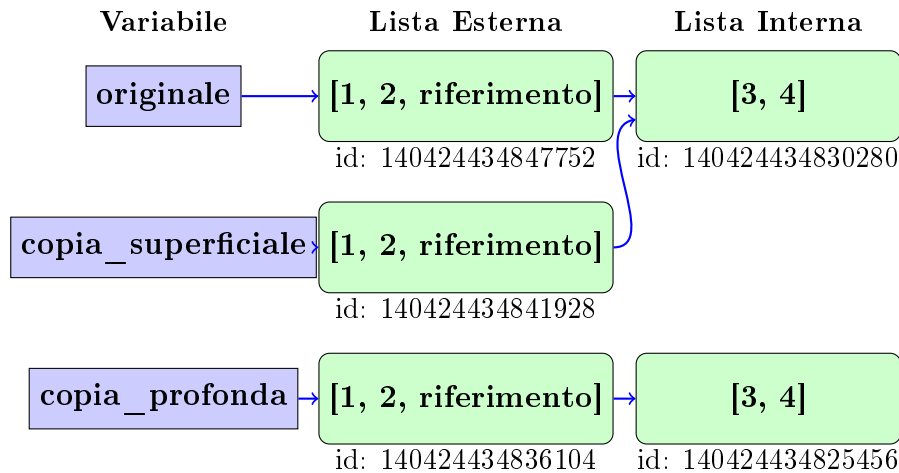 Variabile Lista Esterna Lista Interna
originale [1, 2, riferimento] [3, 4]
id: 140424434847752 id: 140424434830280
copia_superficiale [1, 2, riferimento]
id: 140424434841928
copia_profonda [1, 2, riferimento] [3, 4]
id: 140424434836104 id: 140424434825456